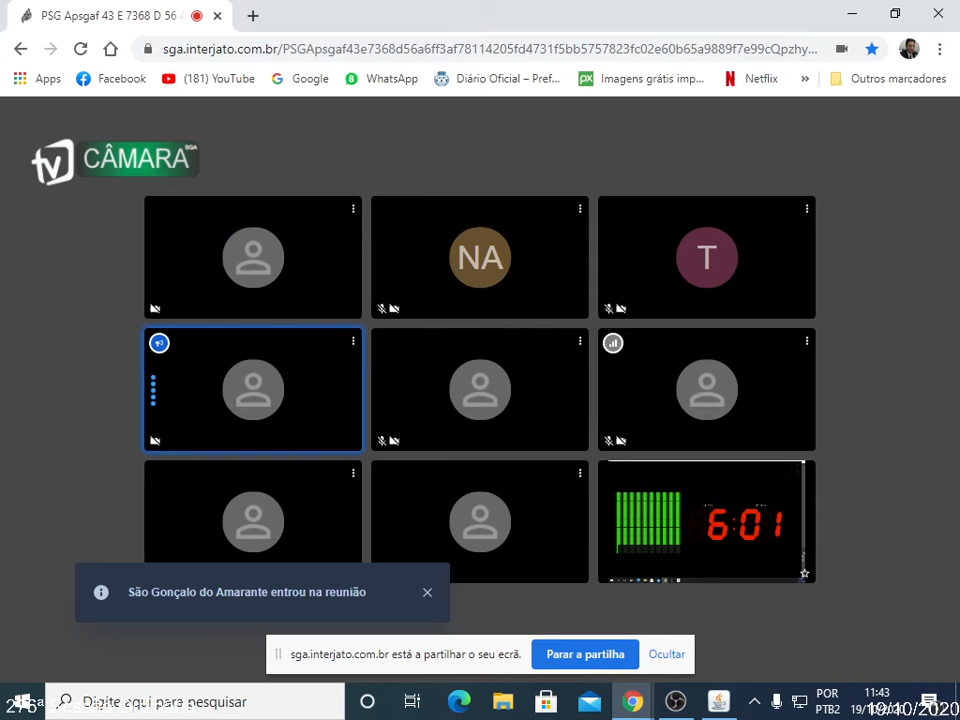 PSG Apsgaf 43 E 7368 D 56
sga.interjato.com.br/PSGApsgaf43e7368d56a6ff3af78114205fd4731f5bb5757823fc02e60b65a9889f7e99cQpzhy...
Apps Facebook (181) YouTube Google WhatsApp Diário Oficial – Pref... Imagens grátis imp... Netflix » Outros marcadores
tv CÂMARA SGA
NA
T
6:01
São Gonçalo do Amarante entrou na reunião
sga.interjato.com.br está a partilhar o seu ecrã. Parar a partilha Ocultar
Digite aqui para pesquisar
POR 11:43
PTB2
19/10/2020